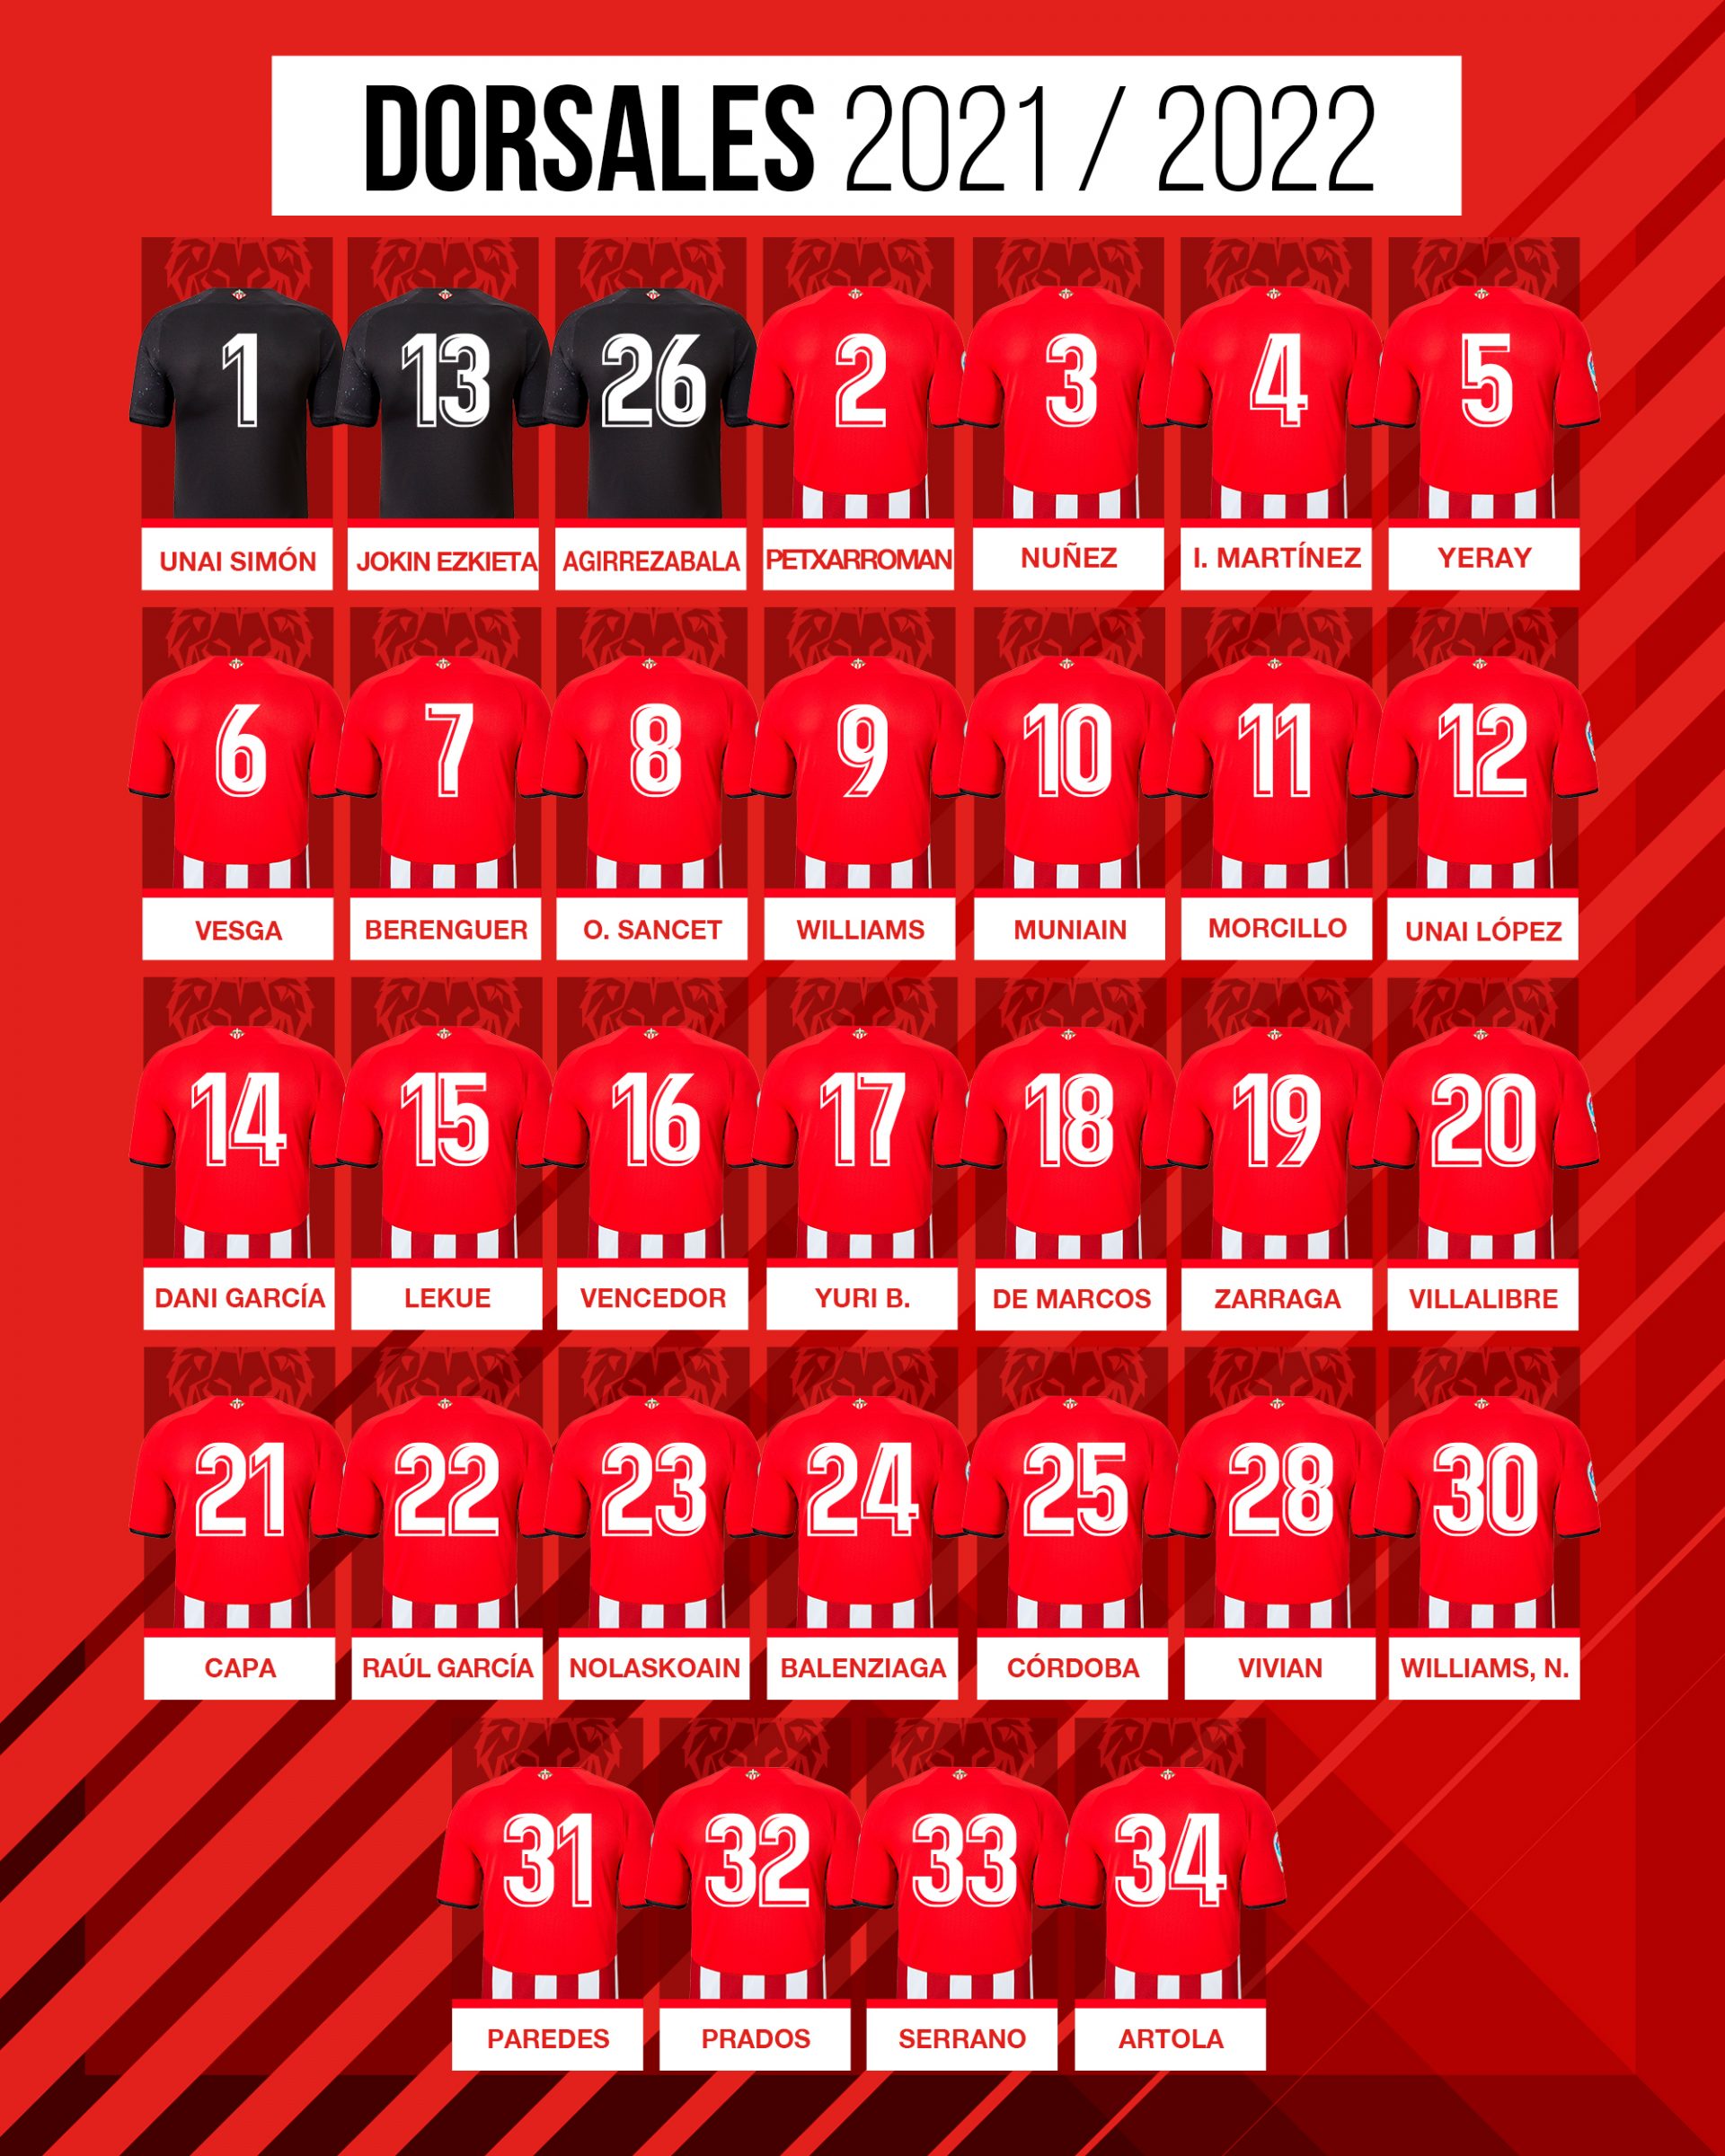 DORSALES 2021 / 2022
1 13 26 2 3 4 5
UNAI SIMÓN JOKIN EZKIETA AGIRREZABALA PETXARROMAN NUÑEZ I. MARTÍNEZ YERAY
6 7 8 9 10 11 12
VESGA BERENGUER O. SANCET WILLIAMS MUNIAIN MORCILLO UNAI LÓPEZ
14 15 16 17 18 19 20
DANI GARCÍA LEKUE VENCEDOR YURI B. DE MARCOS ZARRAGA VILLALIBRE
21 22 23 24 25 28 30
CAPA RAÚL GARCÍA NOLASKOAIN BALENZIAGA CÓRDOBA VIVIAN WILLIAMS, N.
31 32 33 34
PAREDES PRADOS SERRANO ARTOLA